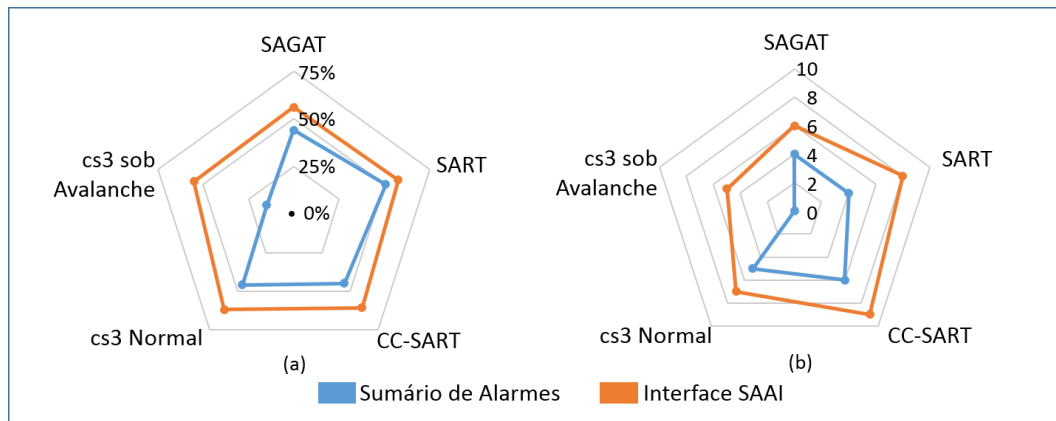 SAGAT
75%
50%
25%
0%
SART
CC-SART
cs3 Normal
cs3 sob
Avalanche
(a)
SAGAT
10
8
6
4
2
0
SART
CC-SART
cs3 Normal
cs3 sob
Avalanche
(b)
Sumário de Alarmes
Interface SAAI